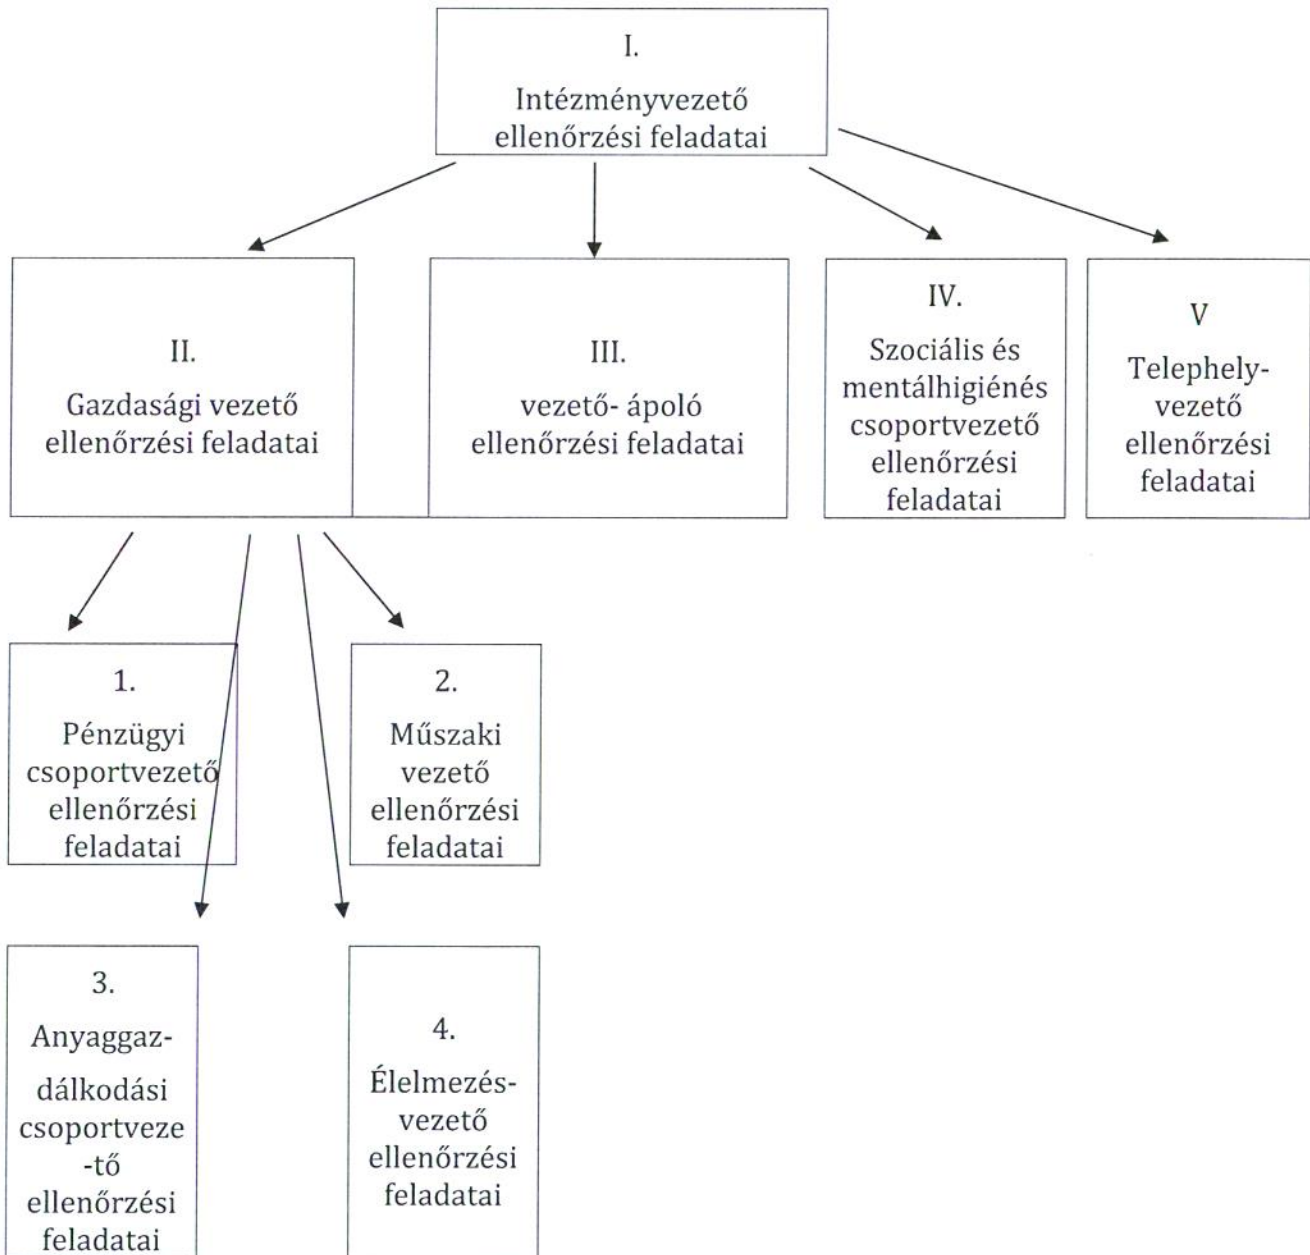 I.
Intézményvezető
ellenőrzési feladatai
II.
Gazdasági vezető
ellenőrzési feladatai
III.
vezető- ápoló
ellenőrzési feladatai
IV.
Szociális és
mentálhigiénés
csoportvezető
ellenőrzési
feladatai
V
Telephely-
vezető
ellenőrzési
feladatai
1.
Pénzügyi
csoportvezető
ellenőrzési
feladatai
2.
Műszaki
vezető
ellenőrzési
feladatai
3.
Anyaggaz-
dálkodási
csoportveze
-tő
ellenőrzési
feladatai
4.
Élelmezés-
vezető
ellenőrzési
feladatai